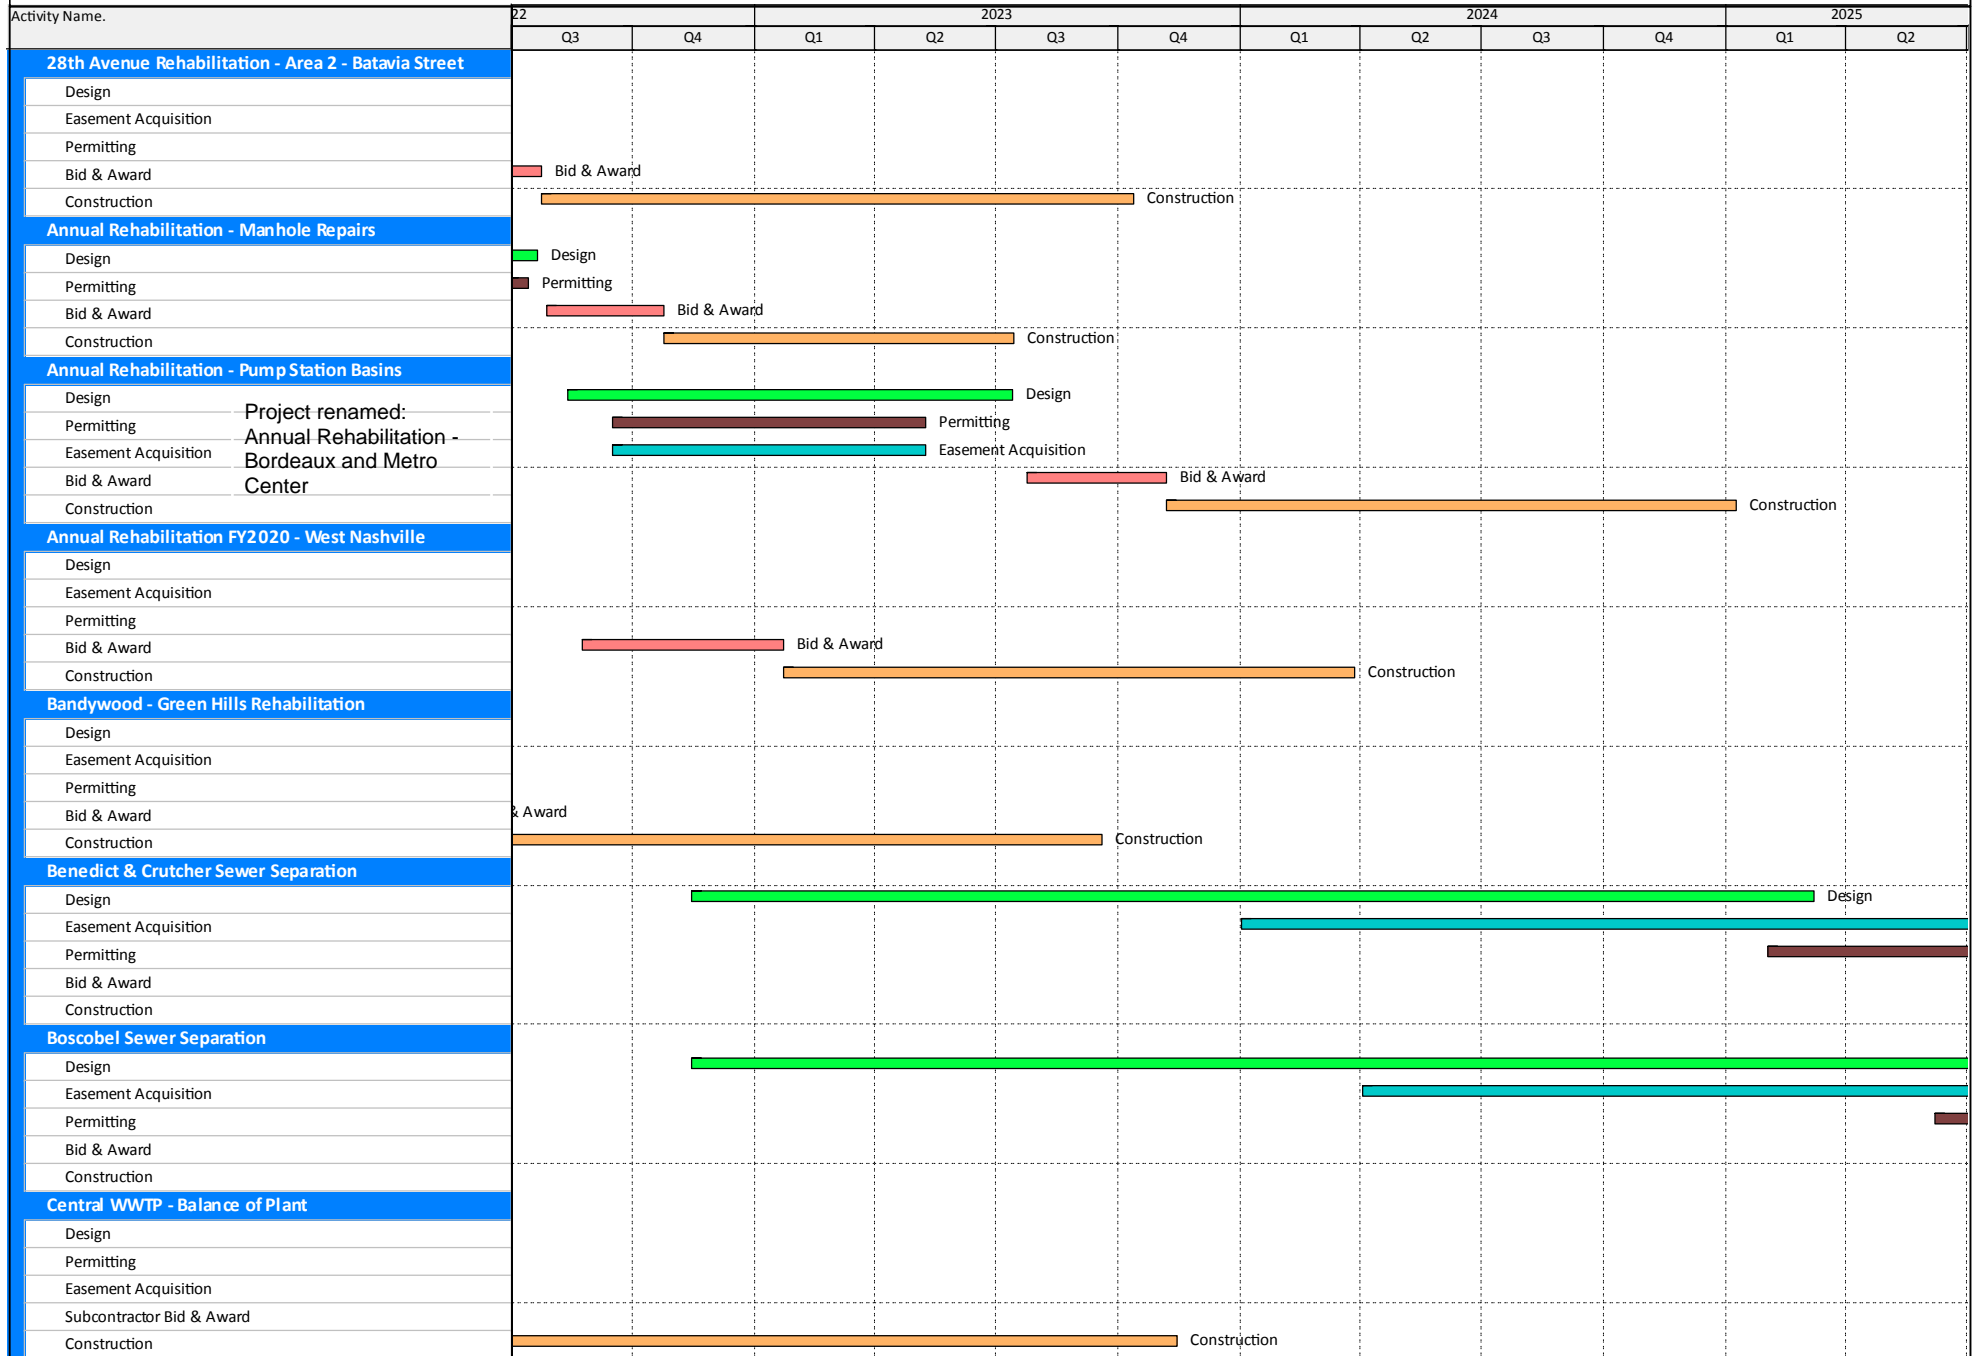 Activity Name.
22 2023 2024 2025
Q3 Q4 Q1 Q2 Q3 Q4 Q1 Q2 Q3 Q4 Q1 Q2
28th Avenue Rehabilitation - Area 2 - Batavia Street
Design
Easement Acquisition
Permitting
Bid & Award Bid & Award
Construction Construction
Annual Rehabilitation - Manhole Repairs
Design Design
Permitting Permitting
Bid & Award Bid & Award
Construction Construction
Annual Rehabilitation - Pump Station Basins
Design Design
Permitting Permitting
Easement Acquisition Easement Acquisition
Bid & Award Bid & Award
Construction Construction
Project renamed:
Annual Rehabilitation -
Bordeaux and Metro
Center
Annual Rehabilitation FY2020 - West Nashville
Design
Easement Acquisition
Permitting
Bid & Award Bid & Award
Construction Construction
Bandywood - Green Hills Rehabilitation
Design
Easement Acquisition
Permitting
Bid & Award & Award
Construction Construction
Benedict & Crutcher Sewer Separation
Design Design
Easement Acquisition
Permitting
Bid & Award
Construction
Boscobel Sewer Separation
Design
Easement Acquisition
Permitting
Bid & Award
Construction
Central WWTP - Balance of Plant
Design
Permitting
Easement Acquisition
Subcontractor Bid & Award
Construction Construction